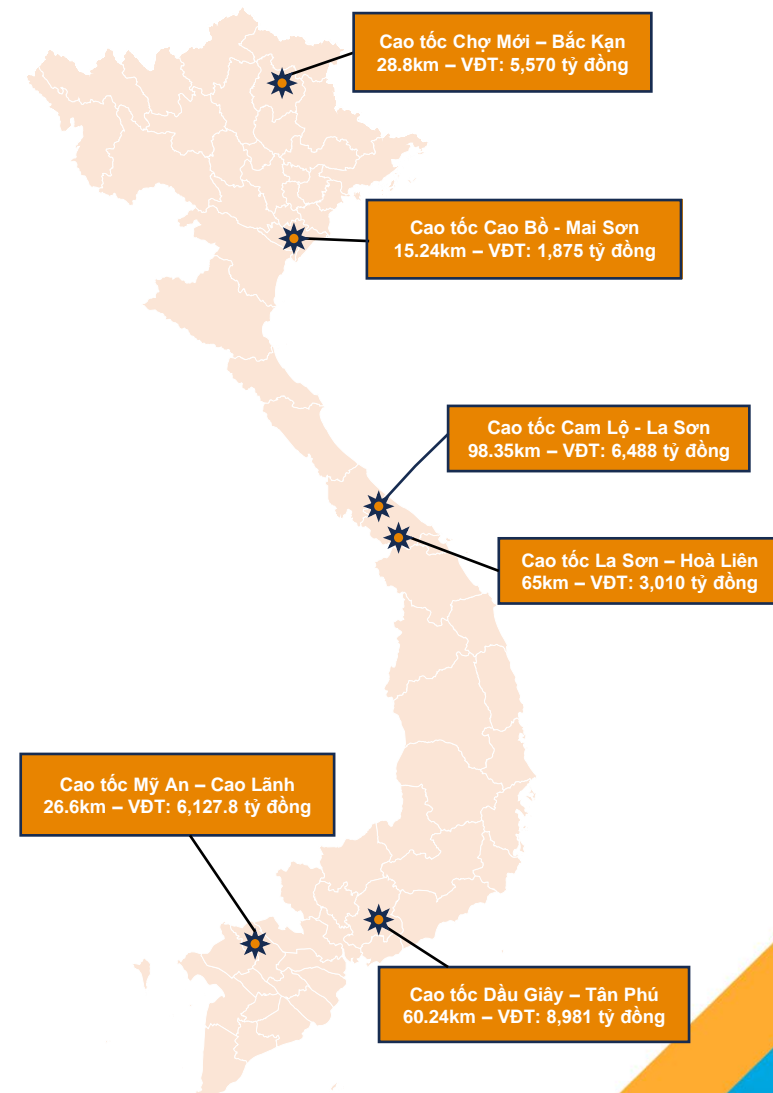 Cao tốc Chợ Mới – Bắc Kạn
28.8km – VĐT: 5,570 tỷ đồng
Cao tốc Cao Bồ - Mai Sơn
15.24km – VĐT: 1,875 tỷ đồng
Cao tốc Cam Lộ - La Sơn
98.35km – VĐT: 6,488 tỷ đồng
Cao tốc La Sơn – Hoà Liên
65km – VĐT: 3,010 tỷ đồng
Cao tốc Mỹ An – Cao Lãnh
26.6km – VĐT: 6,127.8 tỷ đồng
Cao tốc Dầu Giây – Tân Phú
60.24km – VĐT: 8,981 tỷ đồng